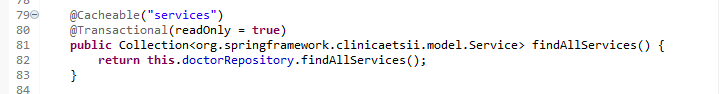 79 @Cacheable("services")
80 @Transactional(readOnly = true)
81 public Collection<org.springframework.clinicaetsii.model.Service> findAllServices() {
82 return this.doctorRepository.findAllServices();
83 }
84